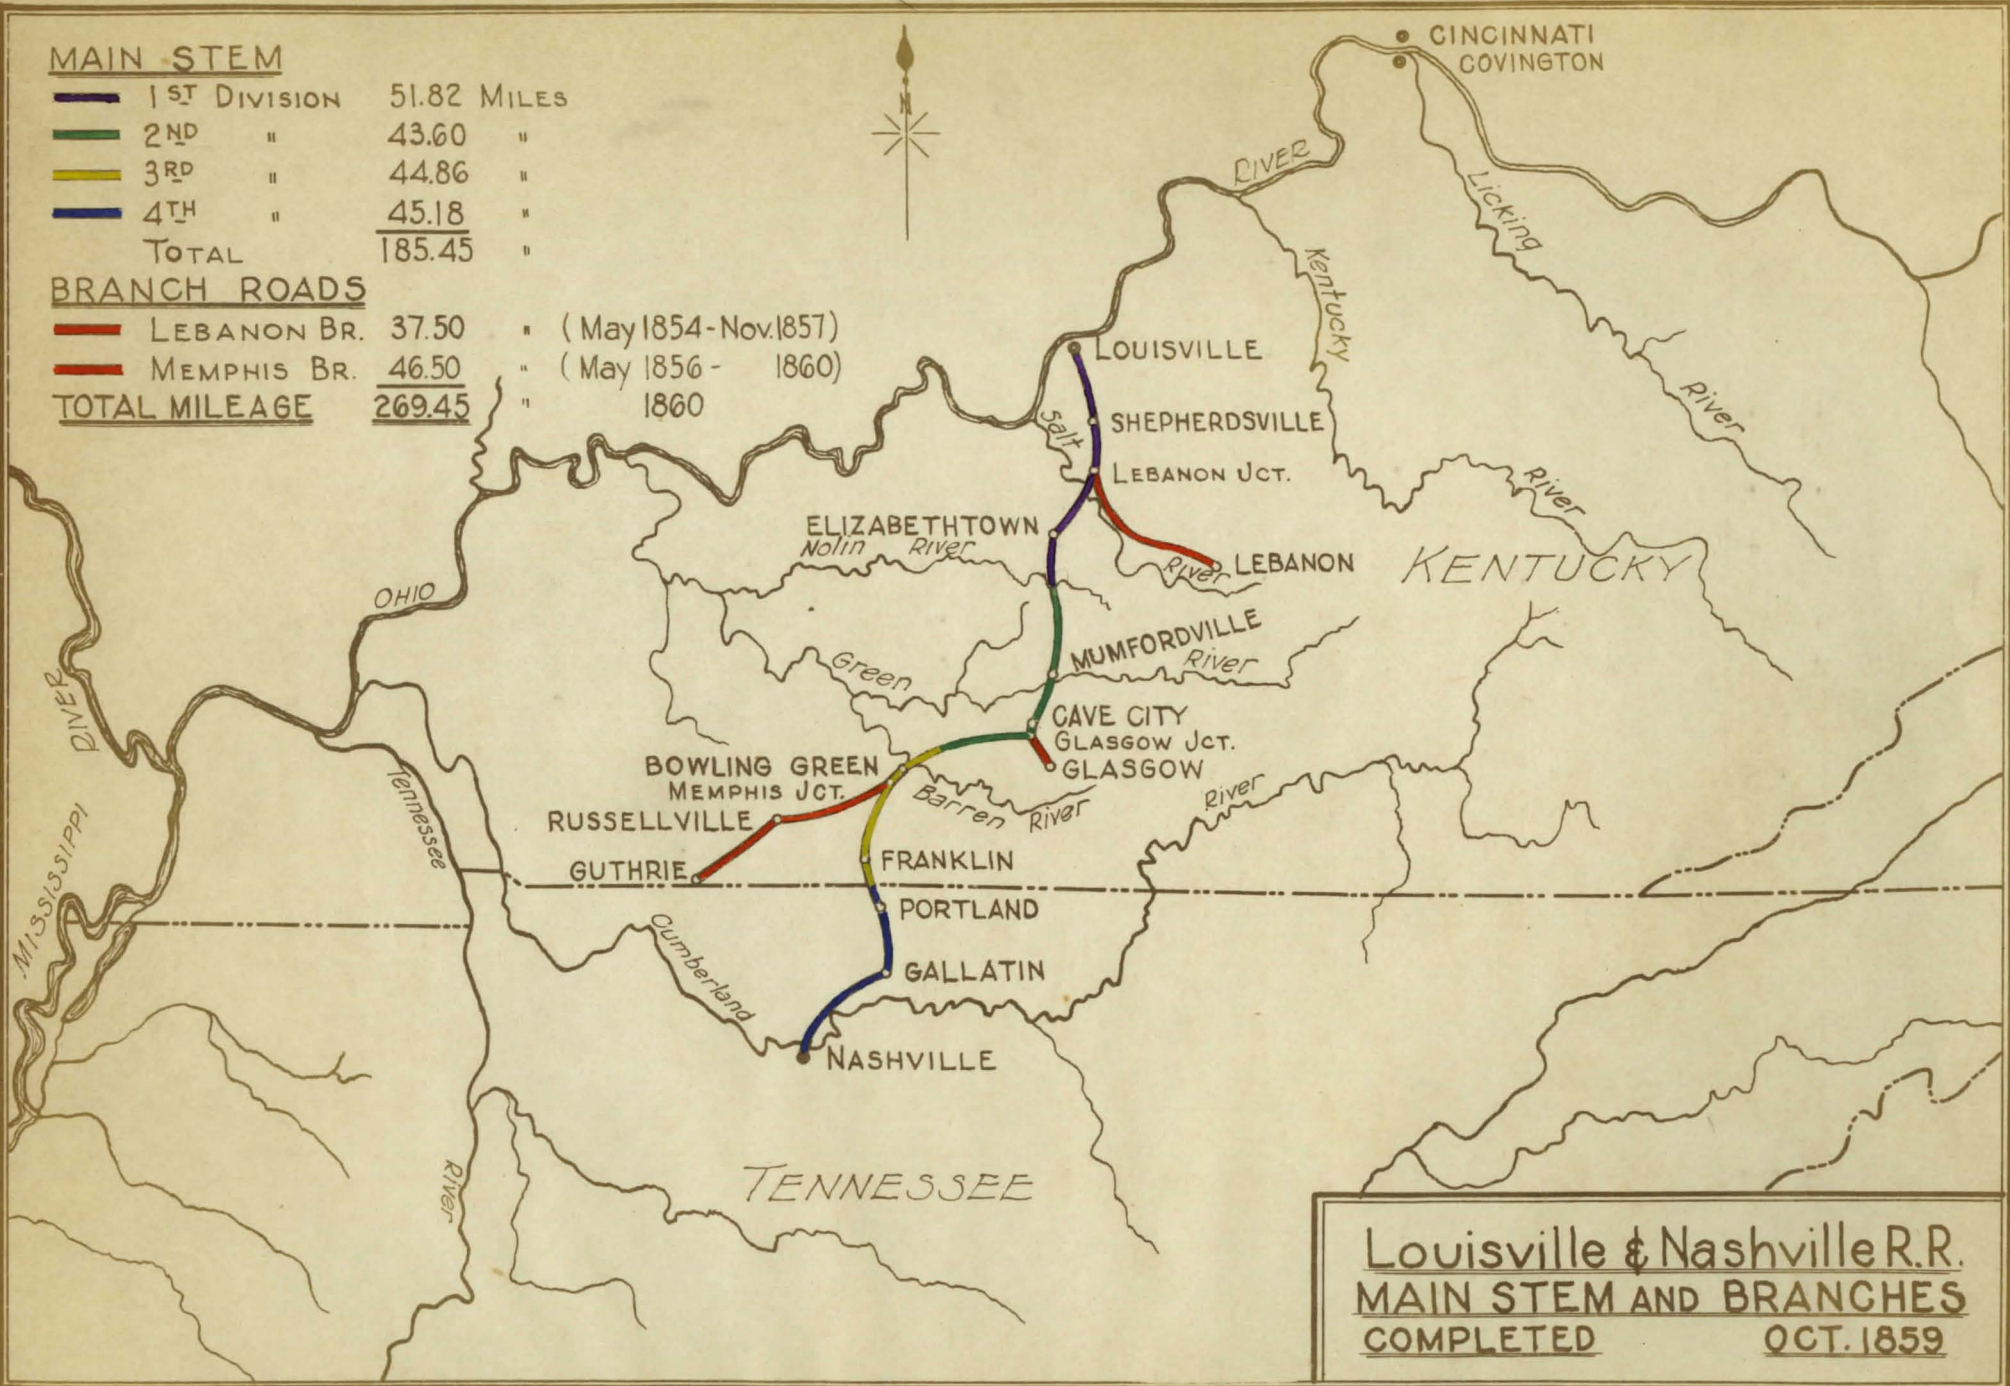 MAIN STEM
1ST DIVISION 51.82 MILES
2ND " 43.60 "
3RD " 44.86 "
4TH " 45.18 "
TOTAL 185.45 "
BRANCH ROADS
LEBANON BR. 37.50 " (May 1854-Nov.1857)
MEMPHIS BR. 46.50 " (May 1856- 1860)
TOTAL MILEAGE 269.45 " 1860
N
CINCINNATI
COVINGTON
RIVER
Licking
River
Kentucky
River
LOUISVILLE
Salt
SHEPHERDSVILLE
LEBANON JCT.
ELIZABETHTOWN
Nolin River
River
LEBANON
KENTUCKY
OHIO
MUMFORDVILLE
Green
River
CAVE CITY
GLASGOW JCT.
GLASGOW
BOWLING GREEN
MEMPHIS JCT.
Barren River
River
RUSSELLVILLE
GUTHRIE
FRANKLIN
PORTLAND
Cumberland
GALLATIN
NASHVILLE
RIVER
MISSISSIPPI
Tennessee
River
TENNESSEE
Louisville & Nashville R.R.
MAIN STEM AND BRANCHES
COMPLETED OCT. 1859